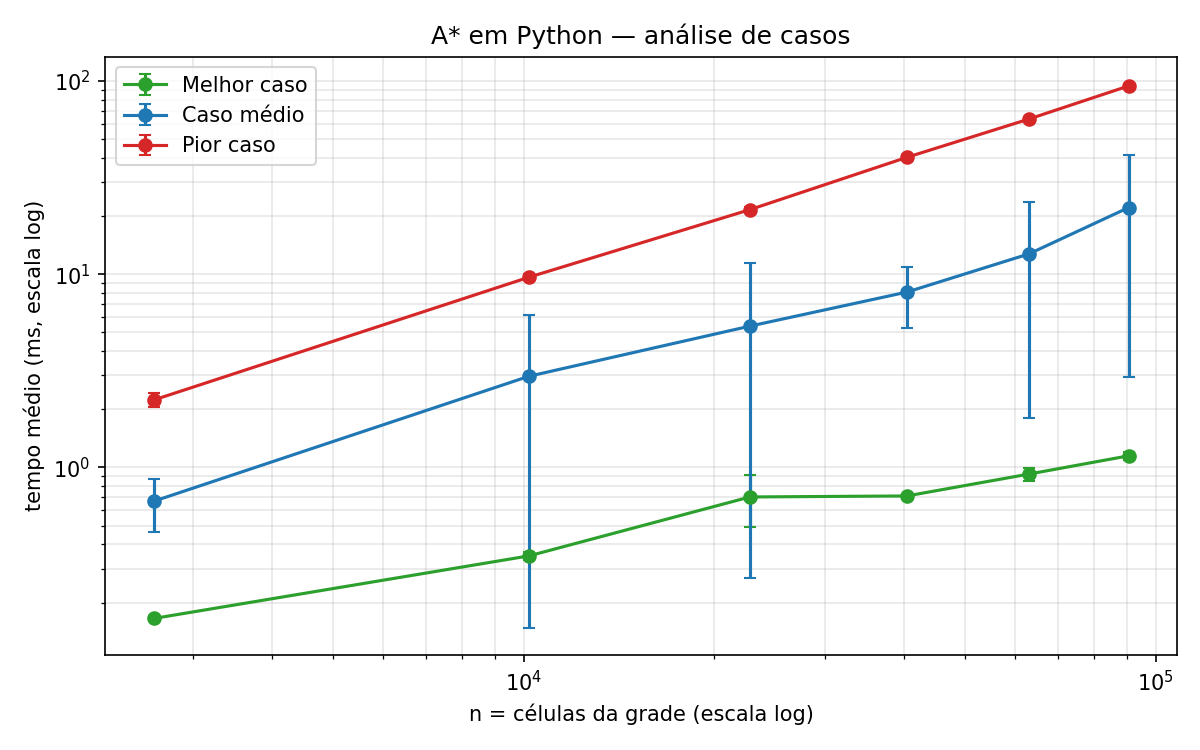 A* em Python — análise de casos
Melhor caso
Caso médio
Pior caso
tempo médio (ms, escala log)
10²
10¹
10⁰
10⁴
10⁵
n = células da grade (escala log)